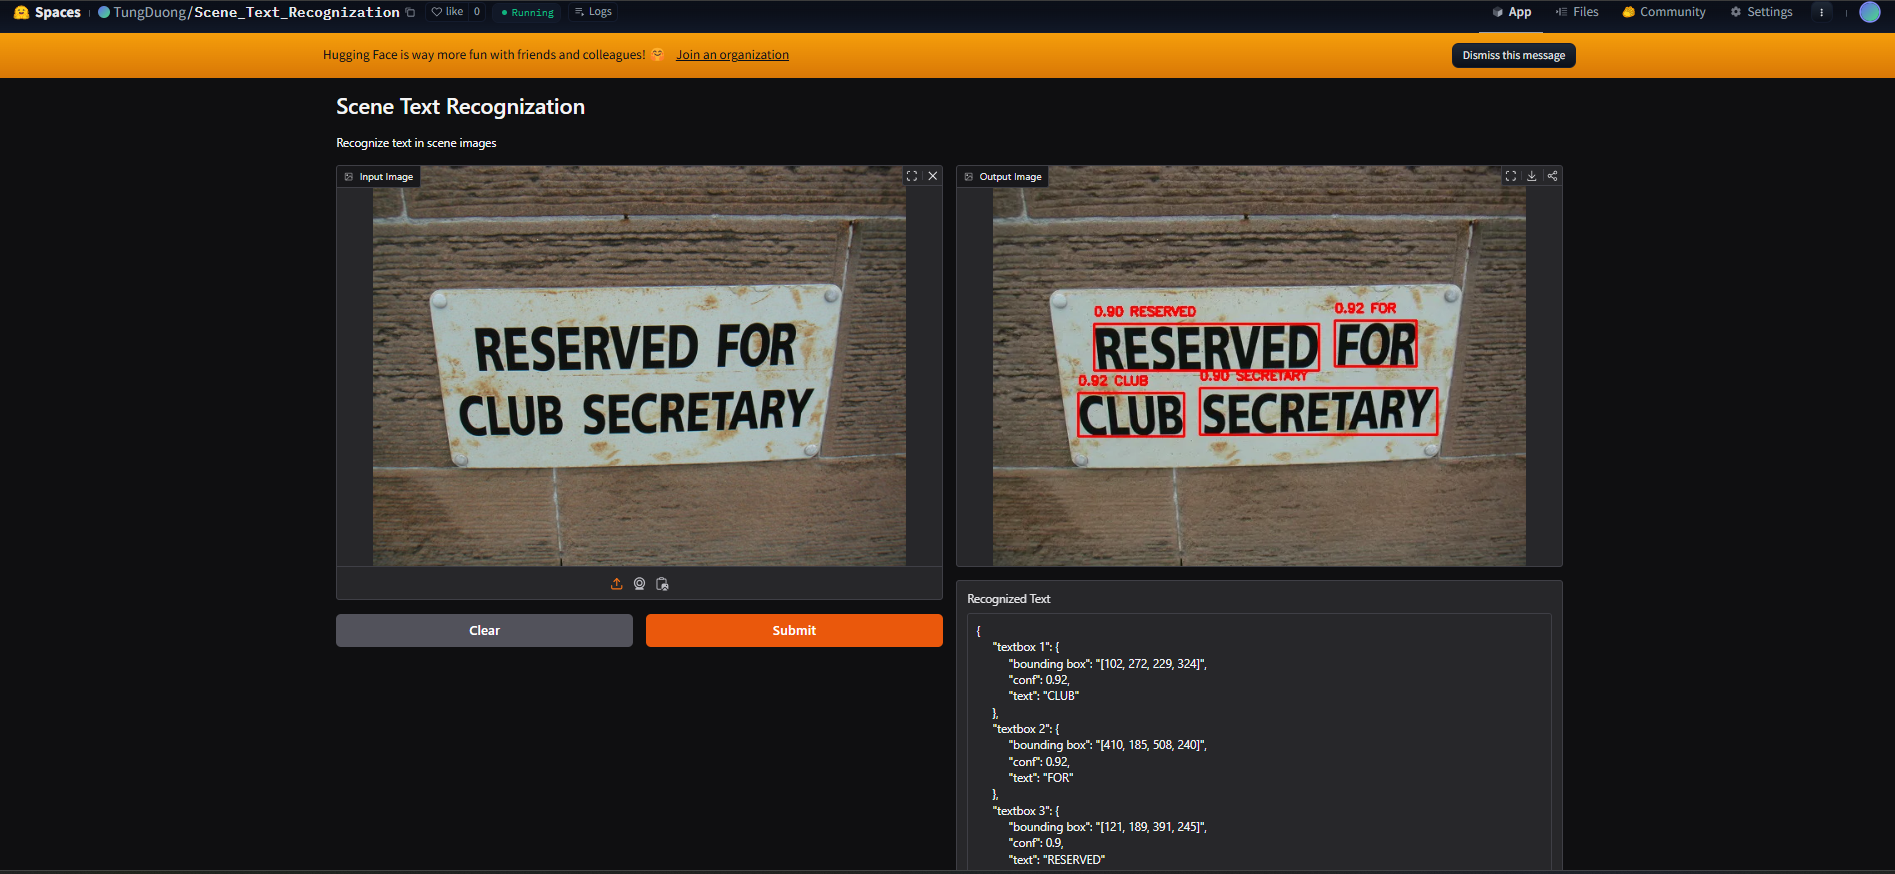 Spaces
TungDuong/Scene_Text_Recognization
like 0
Running
Logs
App
Files
Community
Settings
Hugging Face is way more fun with friends and colleagues! 🤗 Join an organization
Dismiss this message
Scene Text Recognization
Recognize text in scene images
Input Image
RESERVED FOR
CLUB SECRETARY
Clear
Submit
Output Image
0.90 RESERVED 0.92 FOR
RESERVED FOR
0.92 CLUB 0.90 SECRETARY
CLUB SECRETARY
Recognized Text
{
"textbox 1": {
"bounding box": "[102, 272, 229, 324]",
"conf": 0.92,
"text": "CLUB"
},
"textbox 2": {
"bounding box": "[410, 185, 508, 240]",
"conf": 0.92,
"text": "FOR"
},
"textbox 3": {
"bounding box": "[121, 189, 391, 245]",
"conf": 0.9,
"text": "RESERVED"